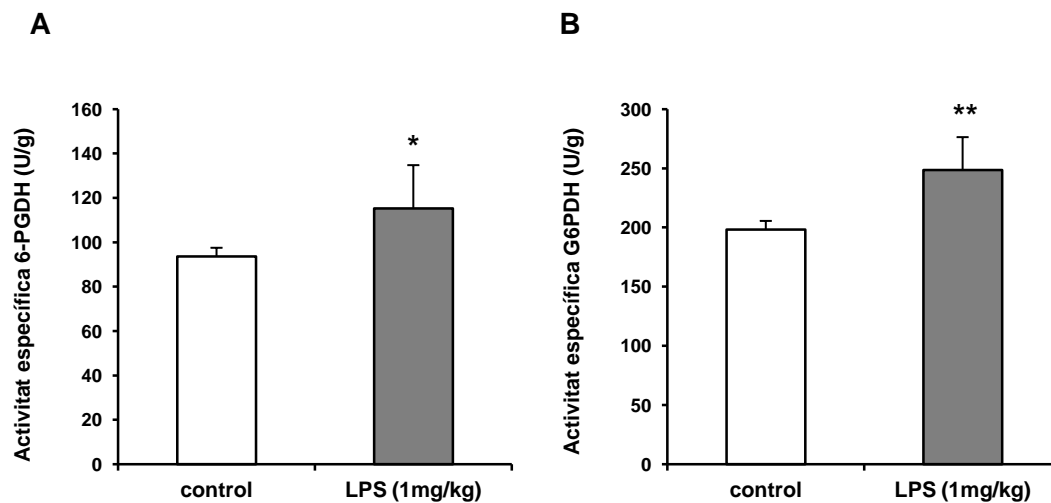 A
Activitat específica 6-PGDH (U/g)
160
140
120
100
80
60
40
20
0
*
control
LPS (1mg/kg)
B
Activitat específica G6PDH (U/g)
300
250
200
150
100
50
0
**
control
LPS (1mg/kg)